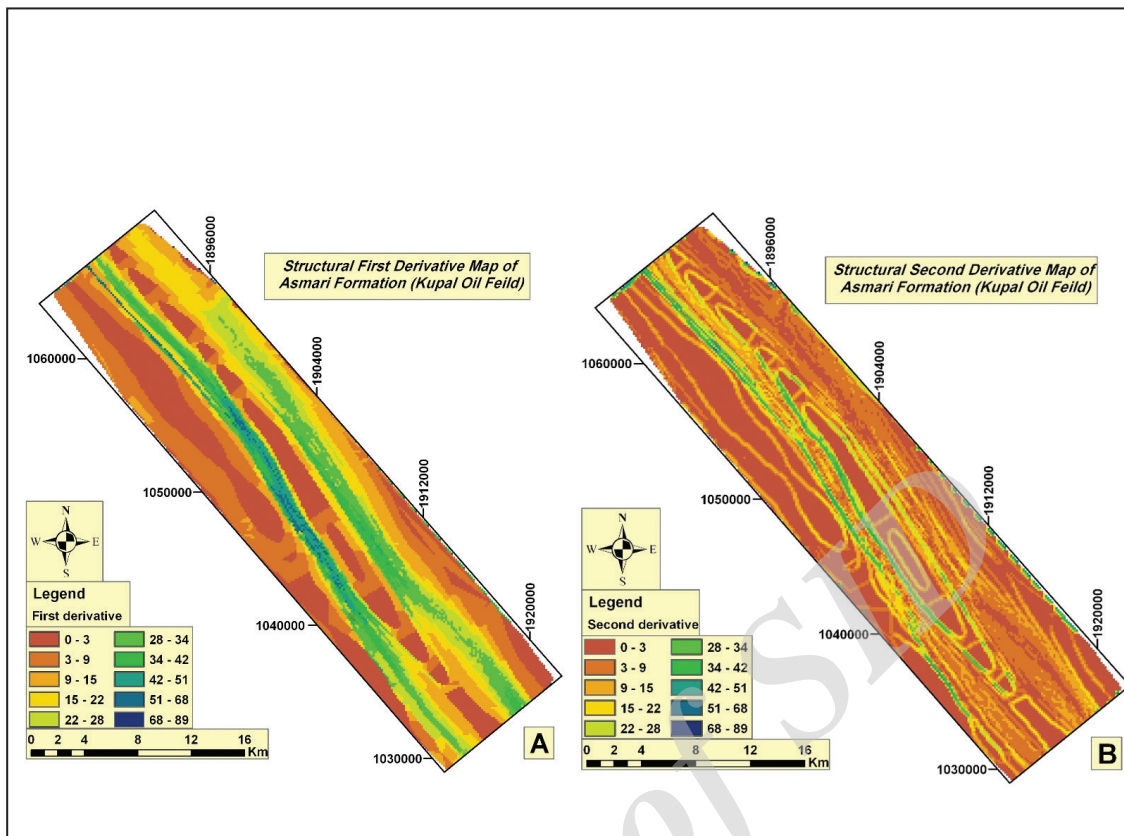 1896000
Structural First Derivative Map of
Asmari Formation (Kupal Oil Feild)
1060000
1904000
1050000
1912000
N
W
E
S
Legend
First derivative
0 - 3
3 - 9
9 - 15
15 - 22
22 - 28
28 - 34
34 - 42
42 - 51
51 - 68
68 - 89
1040000
1920000
0 2 4 8 12 16
Km
1030000
A
1896000
Structural Second Derivative Map of
Asmari Formation (Kupal Oil Feild)
1060000
1904000
1050000
1912000
N
W
E
S
Legend
Second derivative
0 - 3
3 - 9
9 - 15
15 - 22
22 - 28
28 - 34
34 - 42
42 - 51
51 - 68
68 - 89
1040000
1920000
0 2 4 8 12 16
Km
1030000
B
of SID